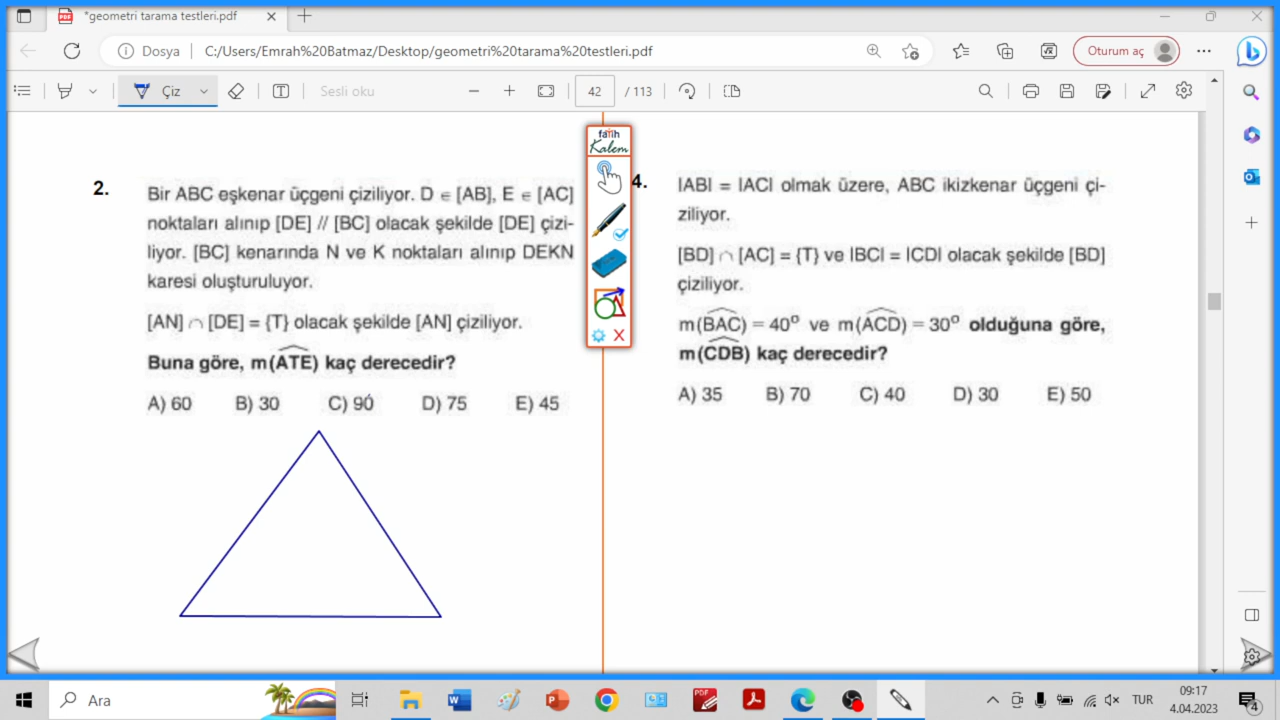 *geometri tarama testleri.pdf
Dosya
C:/Users/Emrah%20Batmaz/Desktop/geometri%20tarama%20testleri.pdf
Oturum aç
Çiz
Sesli oku
42
/ 113
fatih
Kalem
2.
Bir ABC eşkenar üçgeni çiziliyor. D ∈ [AB], E ∈ [AC]
noktaları alınıp [DE] // [BC] olacak şekilde [DE] çizi-
liyor. [BC] kenarında N ve K noktaları alınıp DEKN
karesi oluşturuluyor.
[AN] ∩ [DE] = {T} olacak şekilde [AN] çiziliyor.
Buna göre, m(ATE) kaç derecedir?
A) 60 B) 30 C) 90 D) 75 E) 45
4.
|AB| = |AC| olmak üzere, ABC ikizkenar üçgeni çi-
ziliyor.
[BD] ∩ [AC] = {T} ve |BC| = |CD| olacak şekilde [BD]
çiziliyor.
m(BAC) = 40° ve m(ACD) = 30° olduğuna göre,
m(CDB) kaç derecedir?
A) 35 B) 70 C) 40 D) 30 E) 50
Ara
TUR
09:17
4.04.2023
4